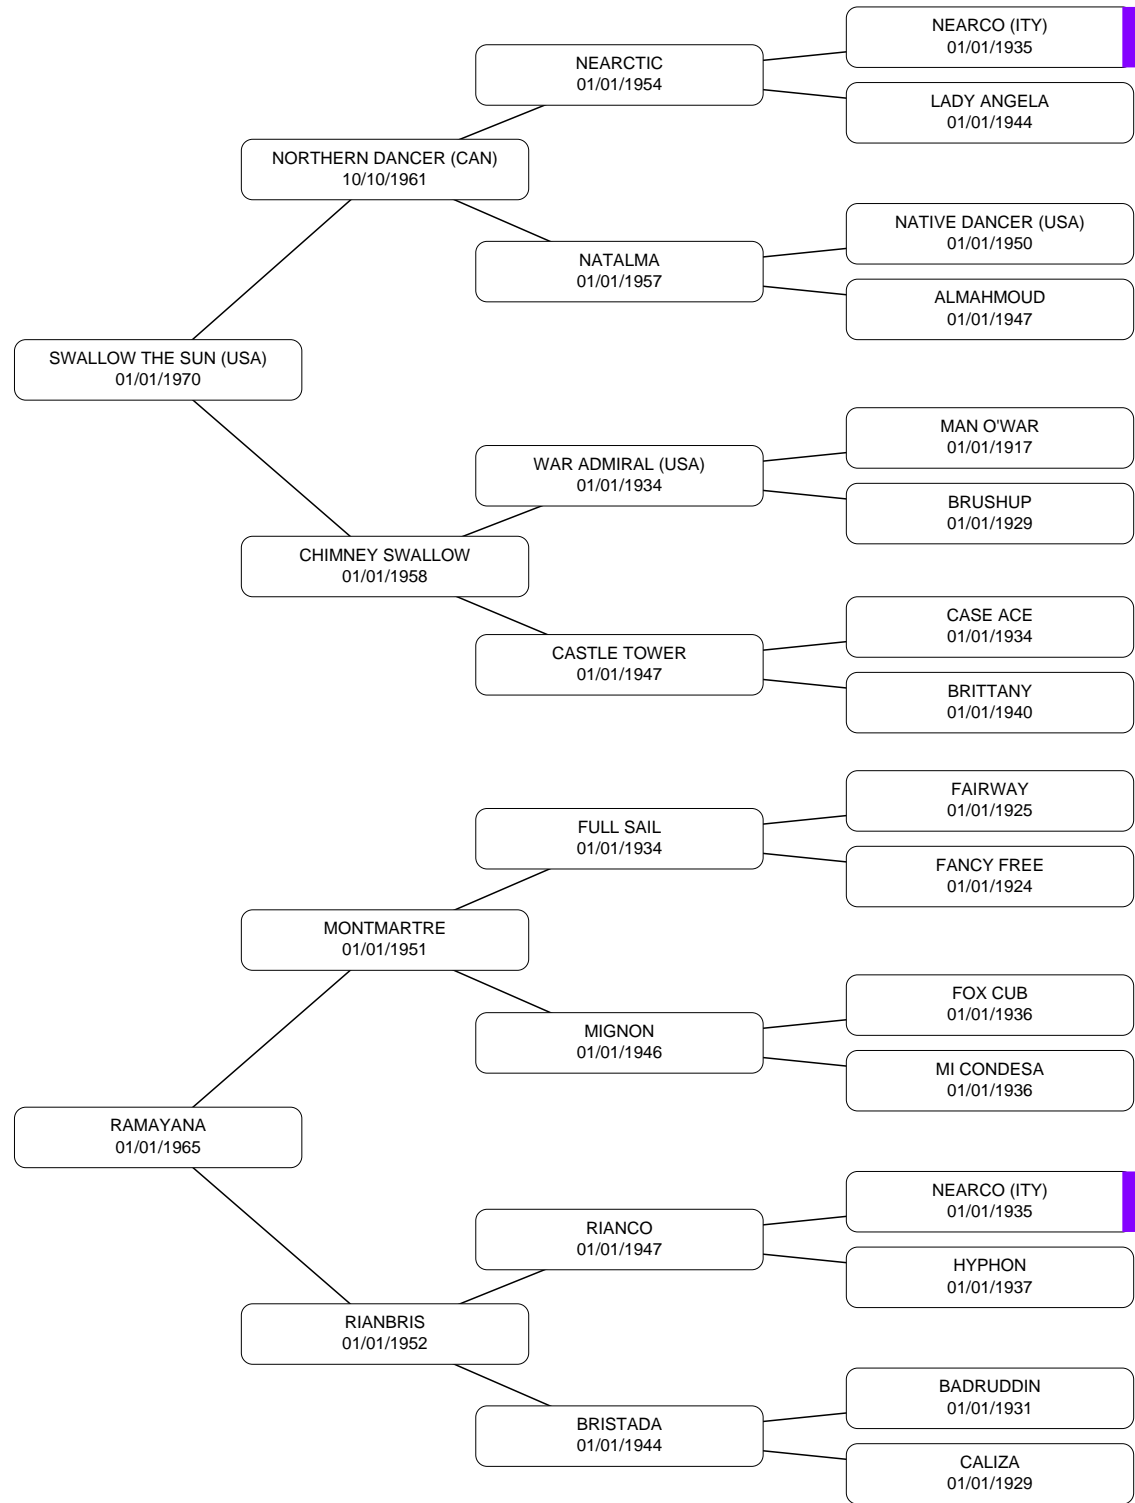 NEARCO (ITY)
01/01/1935
NEARCTIC
01/01/1954
LADY ANGELA
01/01/1944
NORTHERN DANCER (CAN)
10/10/1961
NATIVE DANCER (USA)
01/01/1950
NATALMA
01/01/1957
ALMAHMOUD
01/01/1947
SWALLOW THE SUN (USA)
01/01/1970
MAN O'WAR
01/01/1917
WAR ADMIRAL (USA)
01/01/1934
BRUSHUP
01/01/1929
CHIMNEY SWALLOW
01/01/1958
CASE ACE
01/01/1934
CASTLE TOWER
01/01/1947
BRITTANY
01/01/1940
FAIRWAY
01/01/1925
FULL SAIL
01/01/1934
FANCY FREE
01/01/1924
MONTMARTRE
01/01/1951
FOX CUB
01/01/1936
MIGNON
01/01/1946
MI CONDESA
01/01/1936
RAMAYANA
01/01/1965
NEARCO (ITY)
01/01/1935
RIANCO
01/01/1947
HYPHON
01/01/1937
RIANBRIS
01/01/1952
BADRUDDIN
01/01/1931
BRISTADA
01/01/1944
CALIZA
01/01/1929